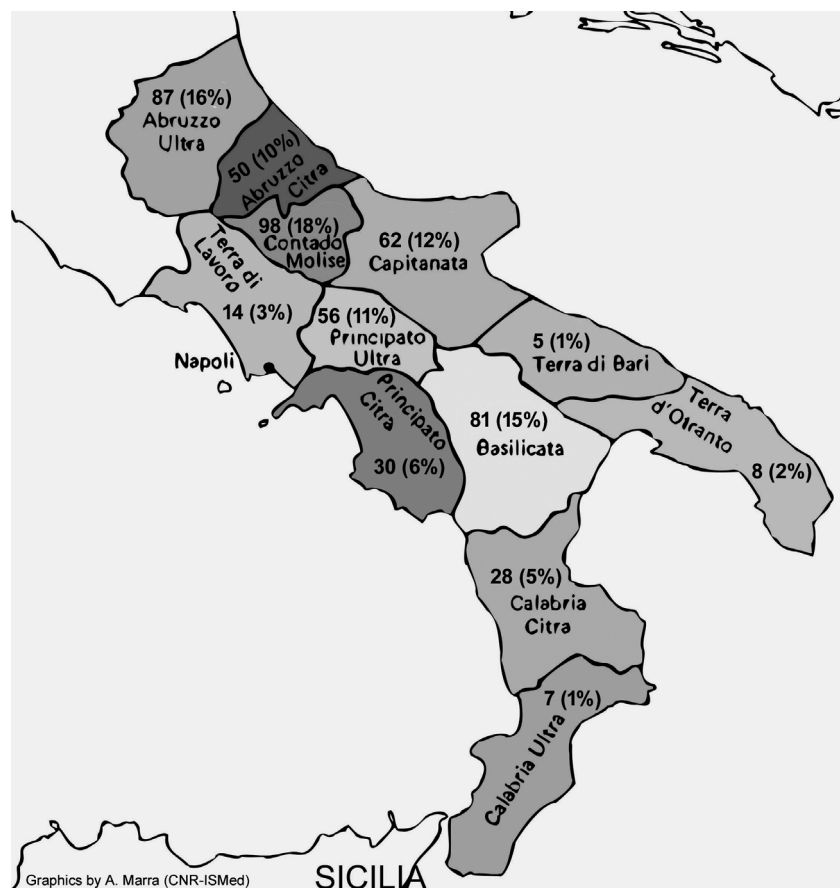 87 (16%)
Abruzzo
Ultra
50 (10%)
Abruzzo
Citra
98 (18%)
Contado
Molise
62 (12%)
Capitanata
Terra di
Lavoro
14 (3%)
Napoli
56 (11%)
Principato
Ultra
5 (1%)
Terra di Bari
Principato
Citra
30 (6%)
81 (15%)
Basilicata
Terra
d'Otranto
8 (2%)
28 (5%)
Calabria
Citra
7 (1%)
Calabria Ultra
Graphics by A. Marra (CNR-ISMed)
SICILIA